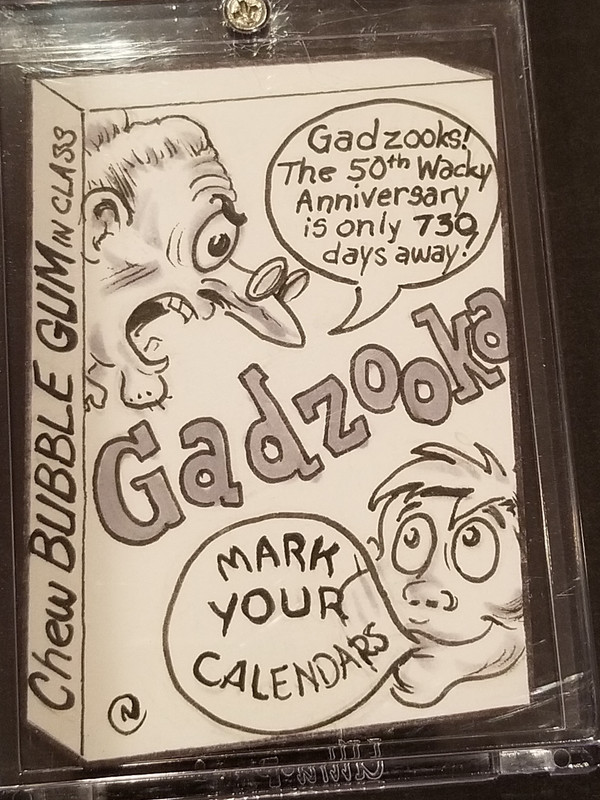 Chew BUBBLE GUM IN CLASS
Gadzooks!
The 50th Wacky
Anniversary
is only 730
days away!
Gadzooka
MARK
YOUR
CALENDARS